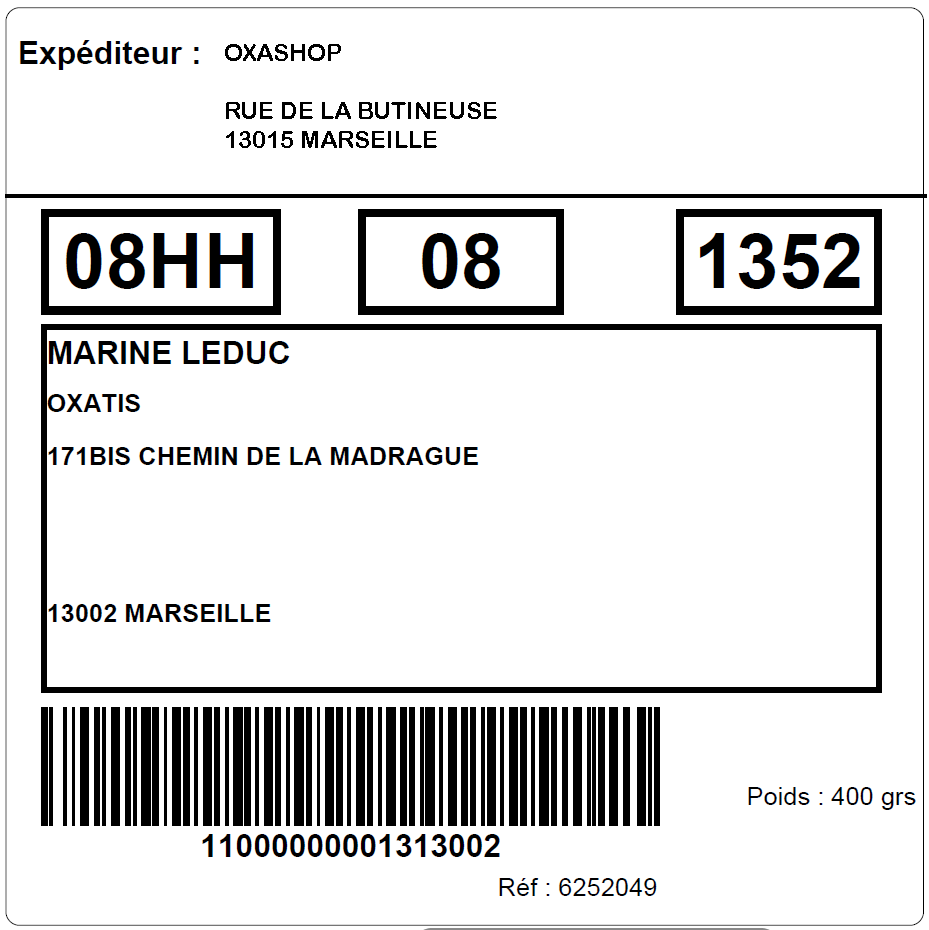 Expéditeur : OXASHOP
RUE DE LA BUTINEUSE
13015 MARSEILLE
08HH 08 1352
MARINE LEDUC
OXATIS
171BIS CHEMIN DE LA MADRAGUE
13002 MARSEILLE
Poids : 400 grs
11000000001313002
Réf : 6252049